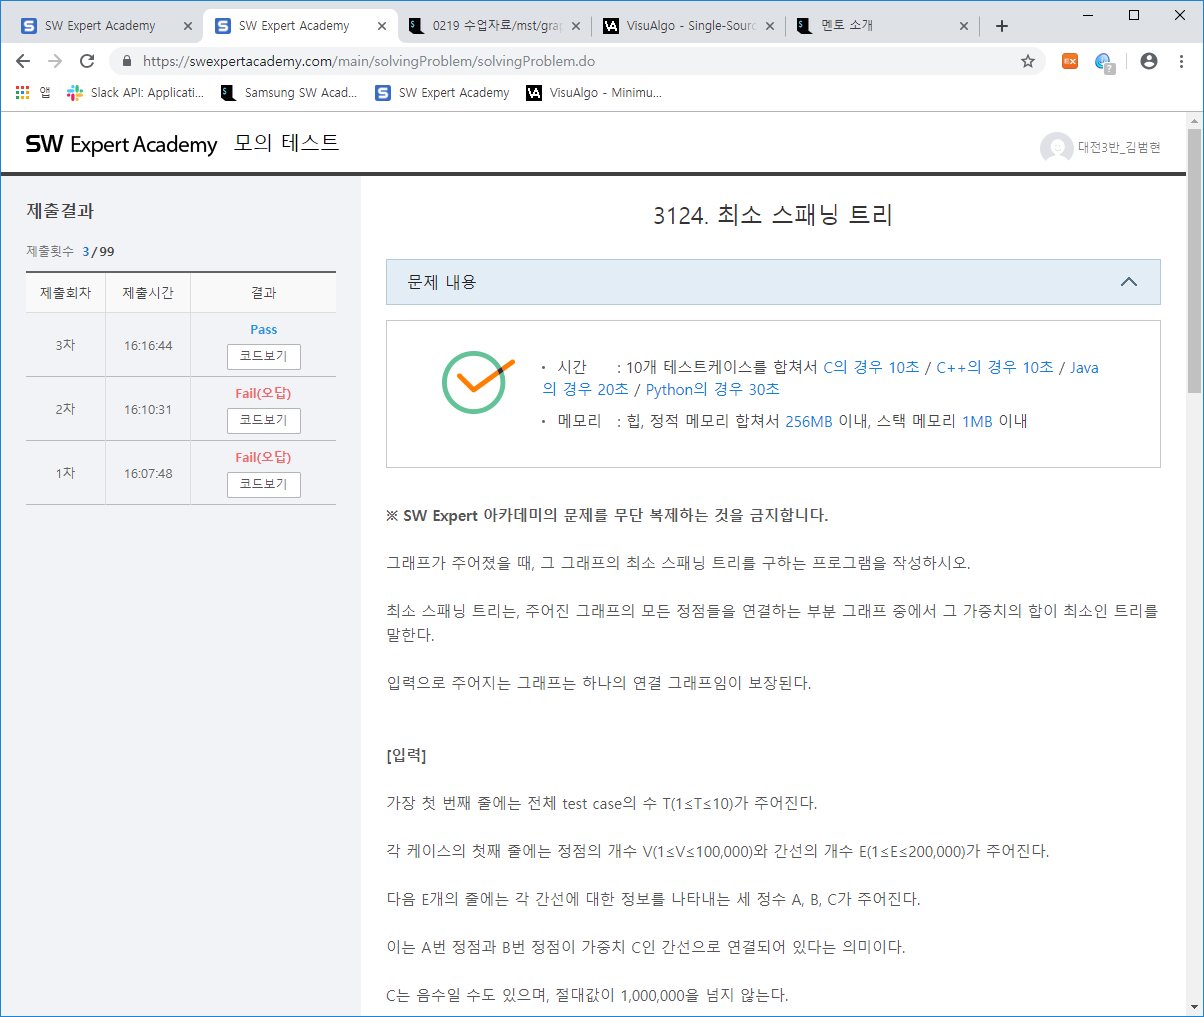 SW Expert Academy
SW Expert Academy
0219 수업자료/mst/gra
VisuAlgo - Single-Sour
멘토 소개
https://swexpertacademy.com/main/solvingProblem/solvingProblem.do
앱
Slack API: Applicati...
Samsung SW Acad...
SW Expert Academy
VisuAlgo - Minimu...
SW Expert Academy 모의 테스트
대전3반_김범현
제출결과
제출횟수 3/99
제출회차 제출시간 결과
3차 16:16:44 Pass
코드보기
2차 16:10:31 Fail(오답)
코드보기
1차 16:07:48 Fail(오답)
코드보기
3124. 최소 스패닝 트리
문제 내용
· 시간 : 10개 테스트케이스를 합쳐서 C의 경우 10초 / C++의 경우 10초 / Java
의 경우 20초 / Python의 경우 30초
· 메모리 : 힙, 정적 메모리 합쳐서 256MB 이내, 스택 메모리 1MB 이내
※ SW Expert 아카데미의 문제를 무단 복제하는 것을 금지합니다.
그래프가 주어졌을 때, 그 그래프의 최소 스패닝 트리를 구하는 프로그램을 작성하시오.
최소 스패닝 트리는, 주어진 그래프의 모든 정점들을 연결하는 부분 그래프 중에서 그 가중치의 합이 최소인 트리를
말한다.
입력으로 주어지는 그래프는 하나의 연결 그래프임이 보장된다.
[입력]
가장 첫 번째 줄에는 전체 test case의 수 T(1≤T≤10)가 주어진다.
각 케이스의 첫째 줄에는 정점의 개수 V(1≤V≤100,000)와 간선의 개수 E(1≤E≤200,000)가 주어진다.
다음 E개의 줄에는 각 간선에 대한 정보를 나타내는 세 정수 A, B, C가 주어진다.
이는 A번 정점과 B번 정점이 가중치 C인 간선으로 연결되어 있다는 의미이다.
C는 음수일 수도 있으며, 절대값이 1,000,000을 넘지 않는다.